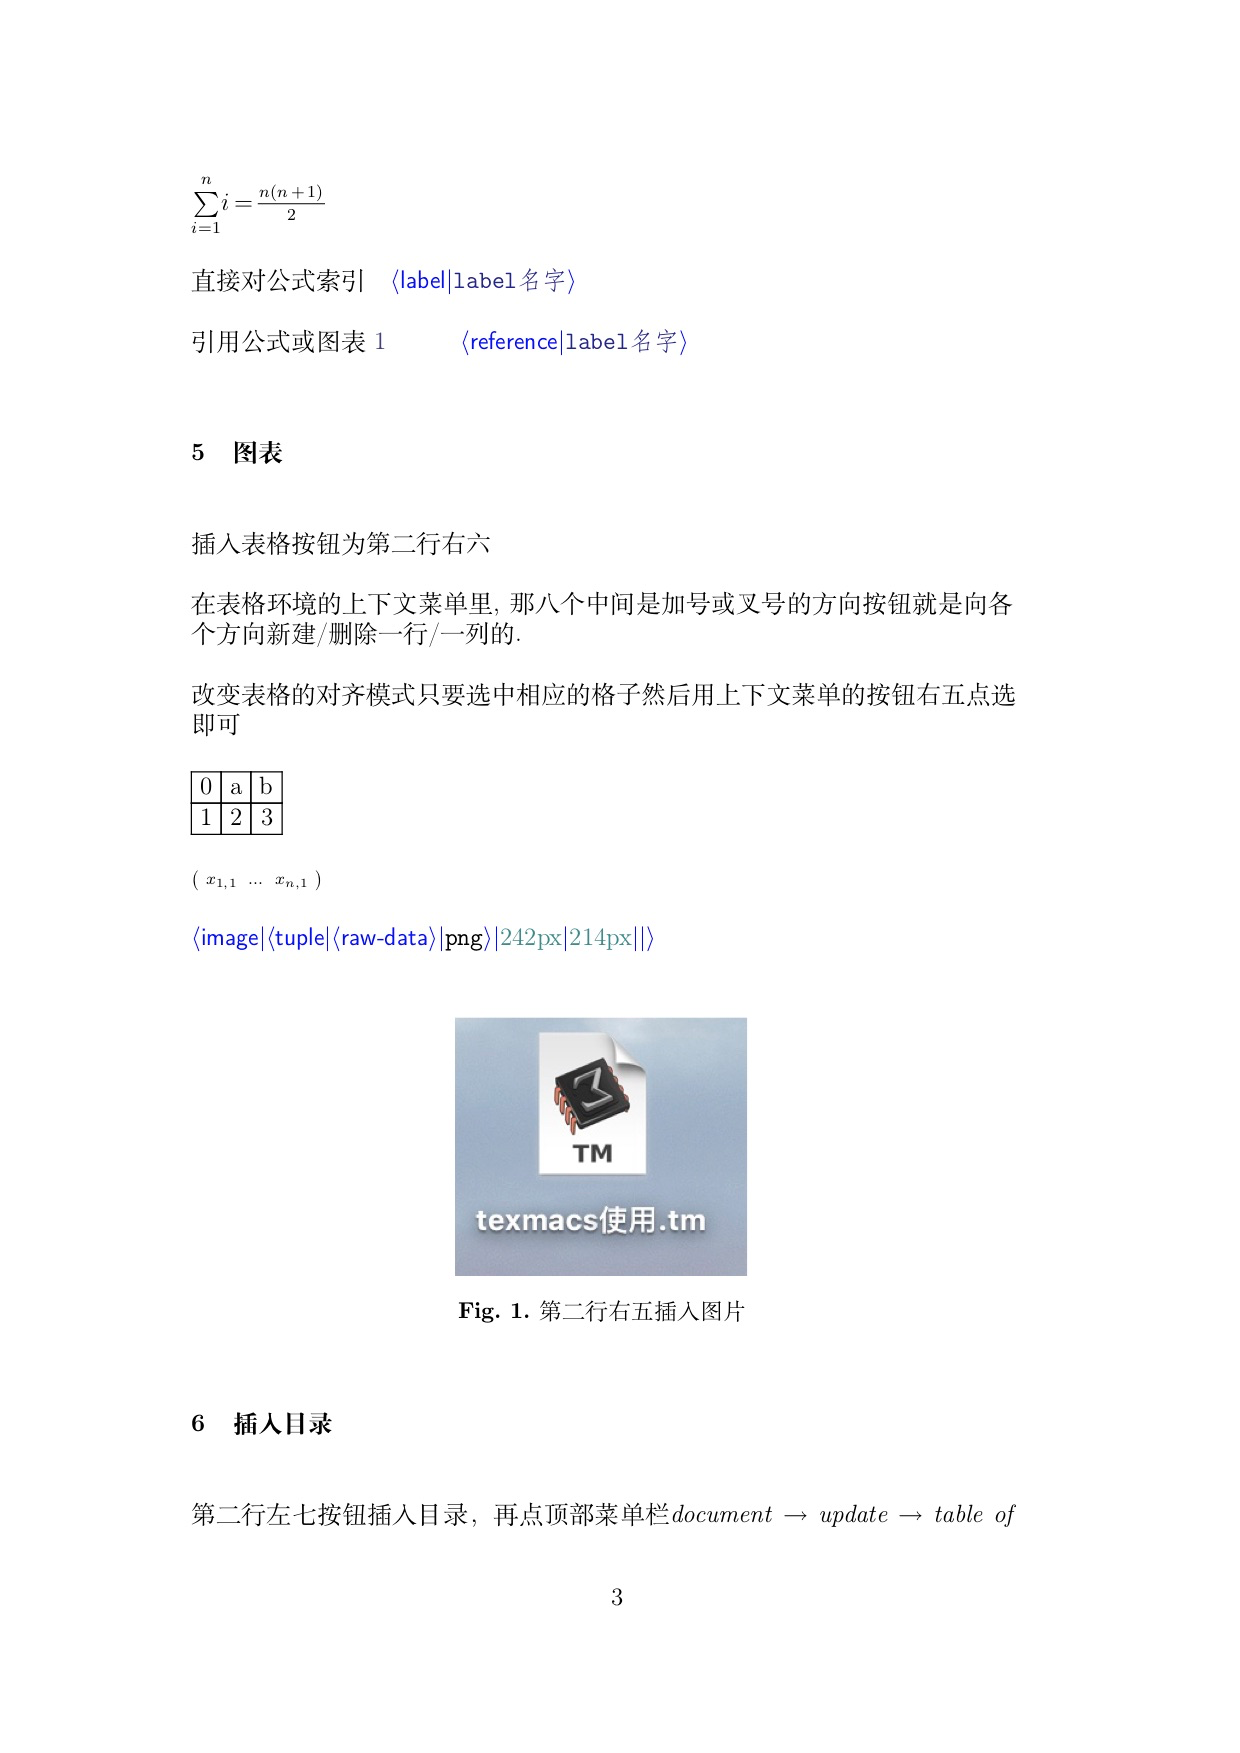 ∑_{i=1}^{n} i = n(n+1)/2
直接对公式索引 ⟨label|label名字⟩
引用公式或图表 1 ⟨reference|label名字⟩
5 图表
插入表格按钮为第二行右六
在表格环境的上下文菜单里, 那八个中间是加号或叉号的方向按钮就是向各
个方向新建/删除一行/一列的.
改变表格的对齐模式只要选中相应的格子然后用上下文菜单的按钮右五点选
即可
0 a b
1 2 3
( x_{1,1} ... x_{n,1} )
⟨image|⟨tuple|⟨raw-data⟩|png⟩|242px|214px||⟩
TM
texmacs使用.tm
Fig. 1. 第二行右五插入图片
6 插入目录
第二行左七按钮插入目录, 再点顶部菜单栏document → update → table of
3